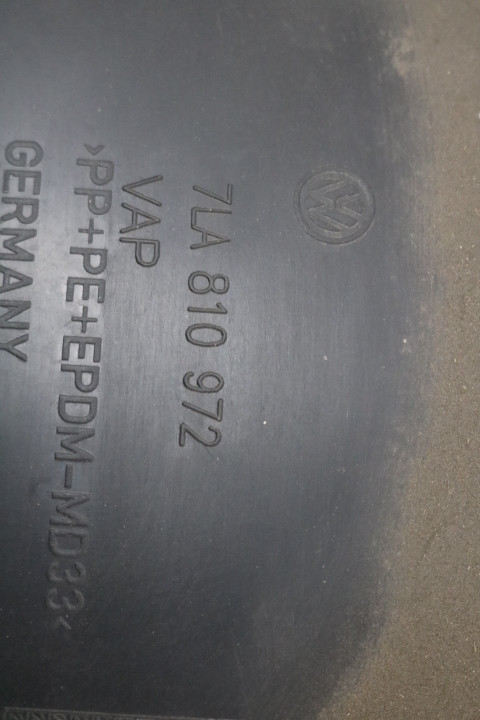 7LA 810 972
VAP
>PP+PE+EPDM-MD33<
GERMANY